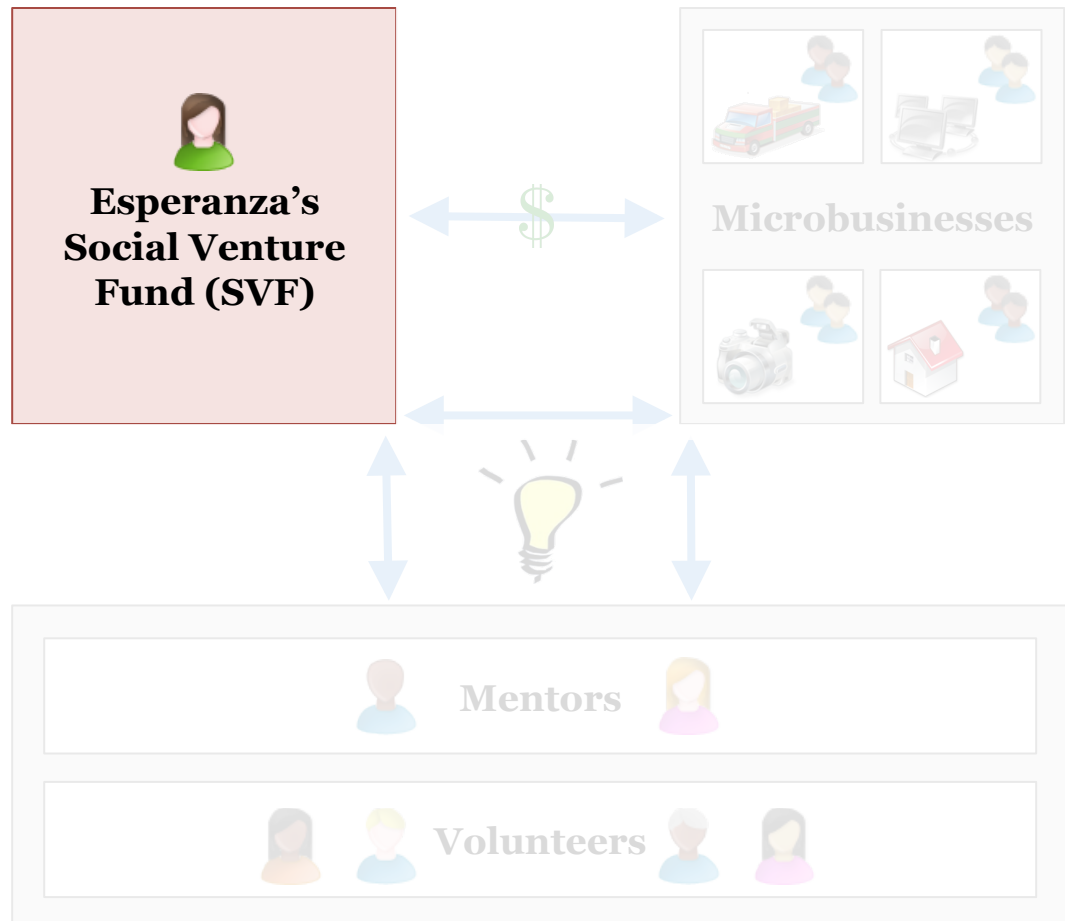 Esperanza’s
Social Venture
Fund (SVF)
$
Microbusinesses
Mentors
Volunteers